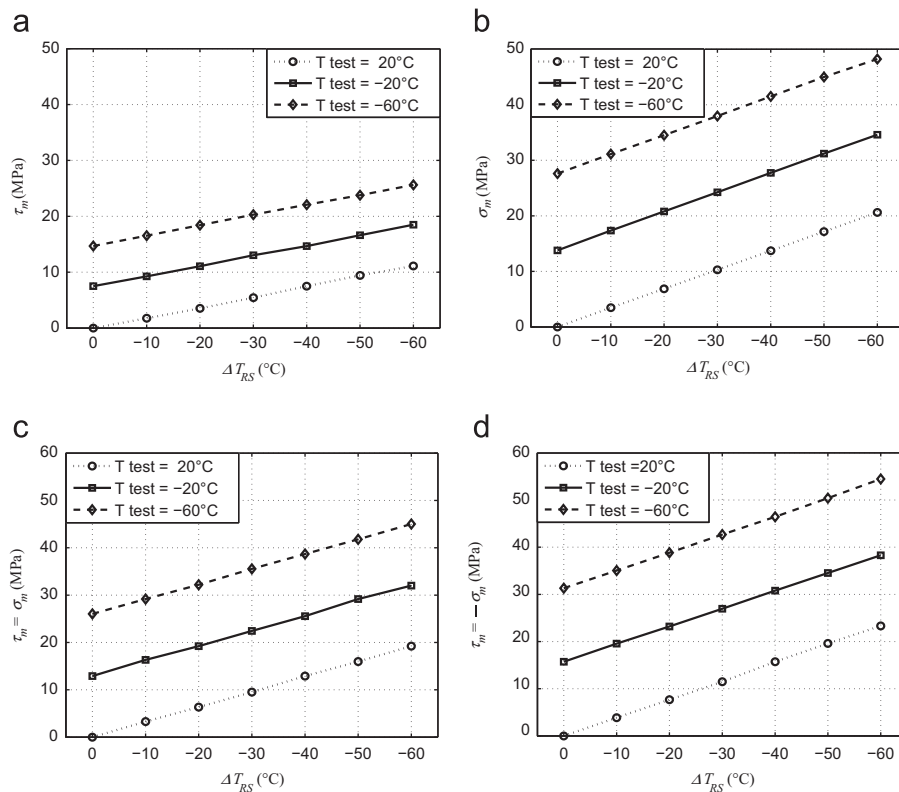 a
50
40
30
20
10
0
τm (MPa)
T test = 20°C
T test = −20°C
T test = −60°C
0 −10 −20 −30 −40 −50 −60
ΔTRS (°C)
b
50
40
30
20
10
0
σm (MPa)
T test = 20°C
T test = −20°C
T test = −60°C
0 −10 −20 −30 −40 −50 −60
ΔTRS (°C)
c
60
50
40
30
20
10
0
τm = σm (MPa)
T test = 20°C
T test = −20°C
T test = −60°C
0 −10 −20 −30 −40 −50 −60
ΔTRS (°C)
d
60
50
40
30
20
10
0
τm = −σm (MPa)
T test =20°C
T test = −20°C
T test = −60°C
0 −10 −20 −30 −40 −50 −60
ΔTRS (°C)